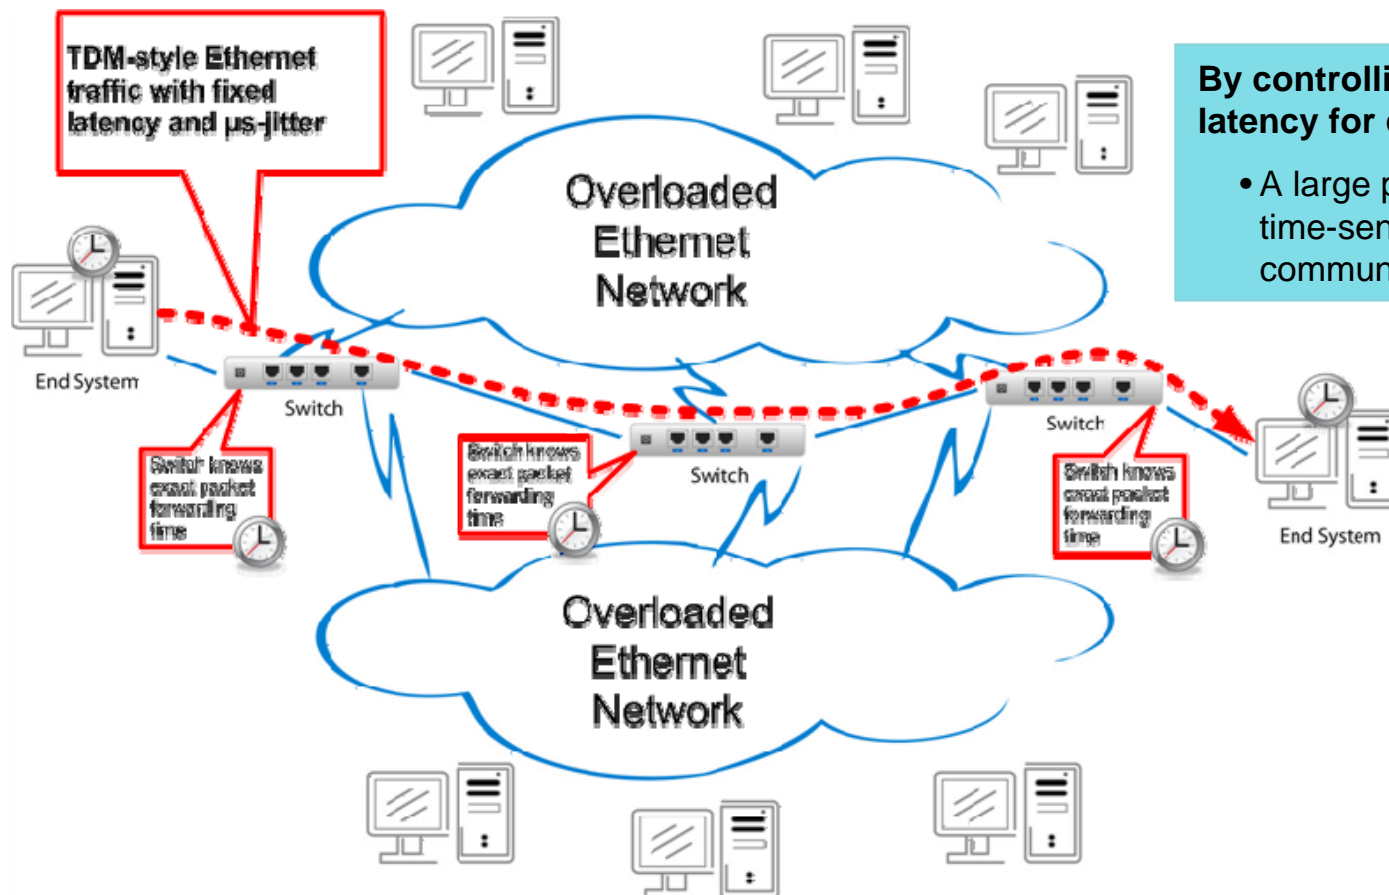 TDM-style Ethernet
traffic with fixed
latency and µs-jitter
By controlli
latency for
• A large p
time-sen
commun
Overloaded
Ethernet
Network
End System
Switch
Switch
Switch
End System
Switch knows
exact packet
forwarding
time
Switch knows
exact packet
forwarding
time
Switch knows
exact packet
forwarding
time
Overloaded
Ethernet
Network